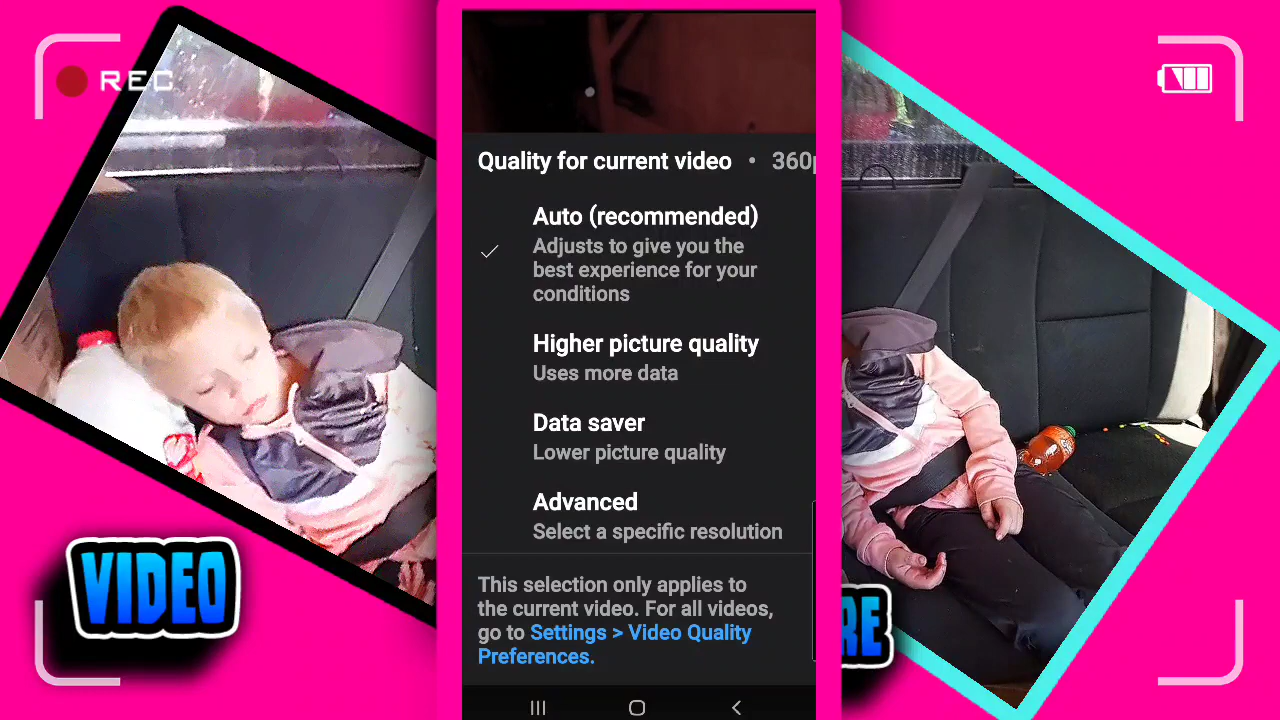 REC
Quality for current video • 360p
Auto (recommended)
Adjusts to give you the
best experience for your
conditions
Higher picture quality
Uses more data
Data saver
Lower picture quality
Advanced
Select a specific resolution
This selection only applies to
the current video. For all videos,
go to Settings > Video Quality
Preferences.
VIDEO
RE